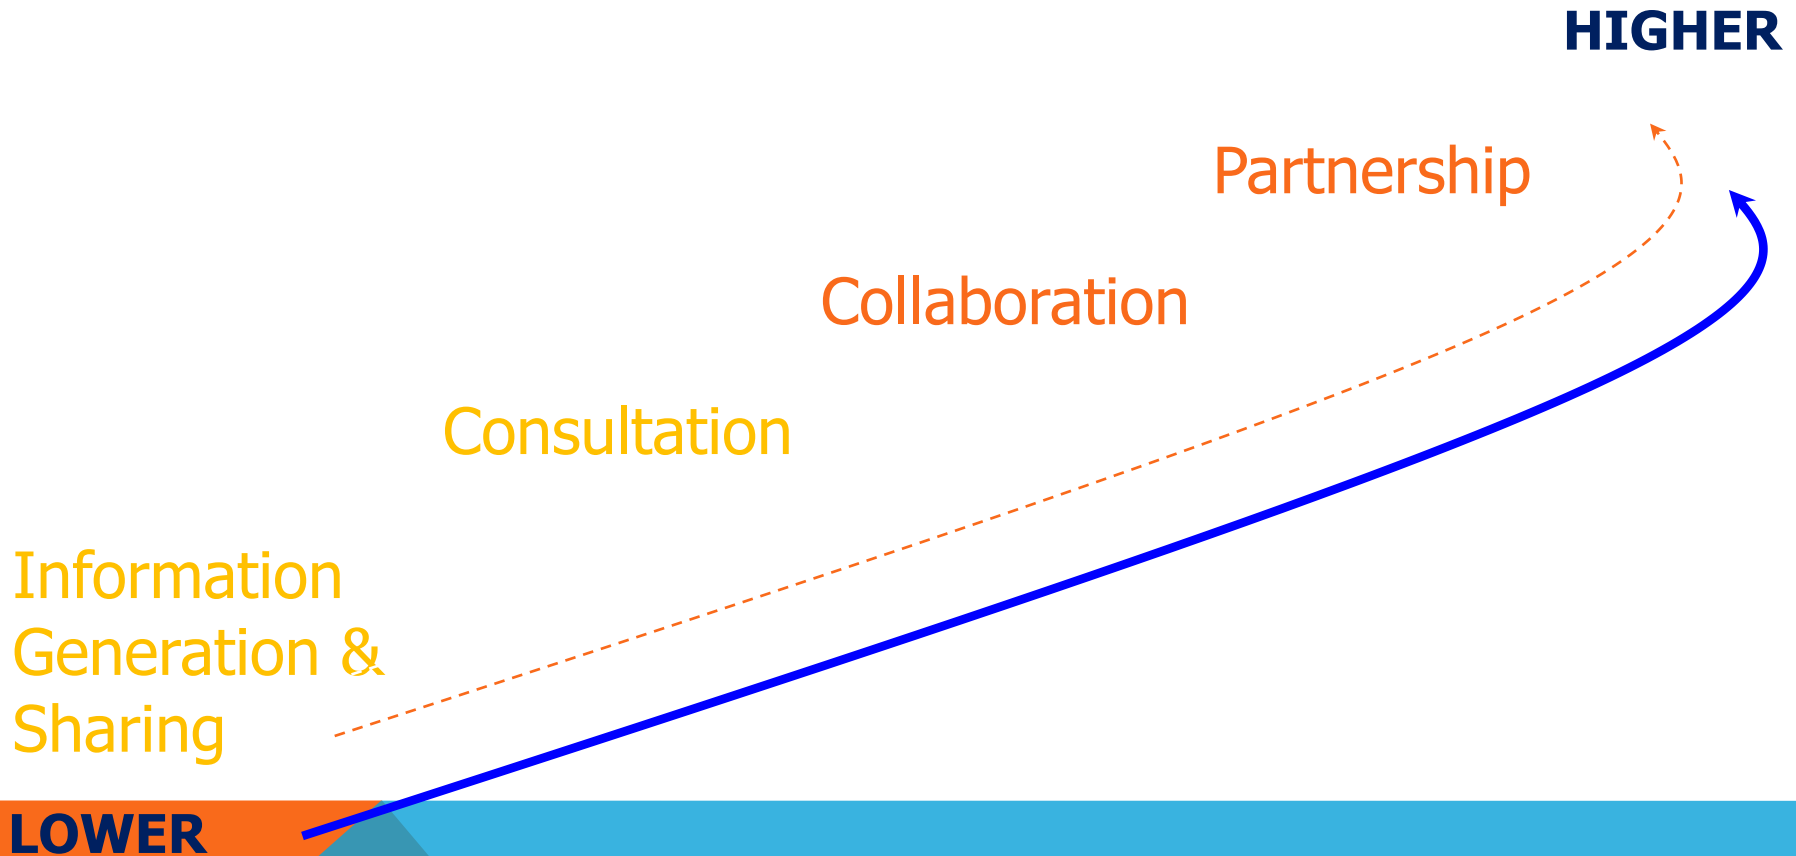 HIGHER
Partnership
Collaboration
Consultation
Information
Generation &
Sharing
LOWER